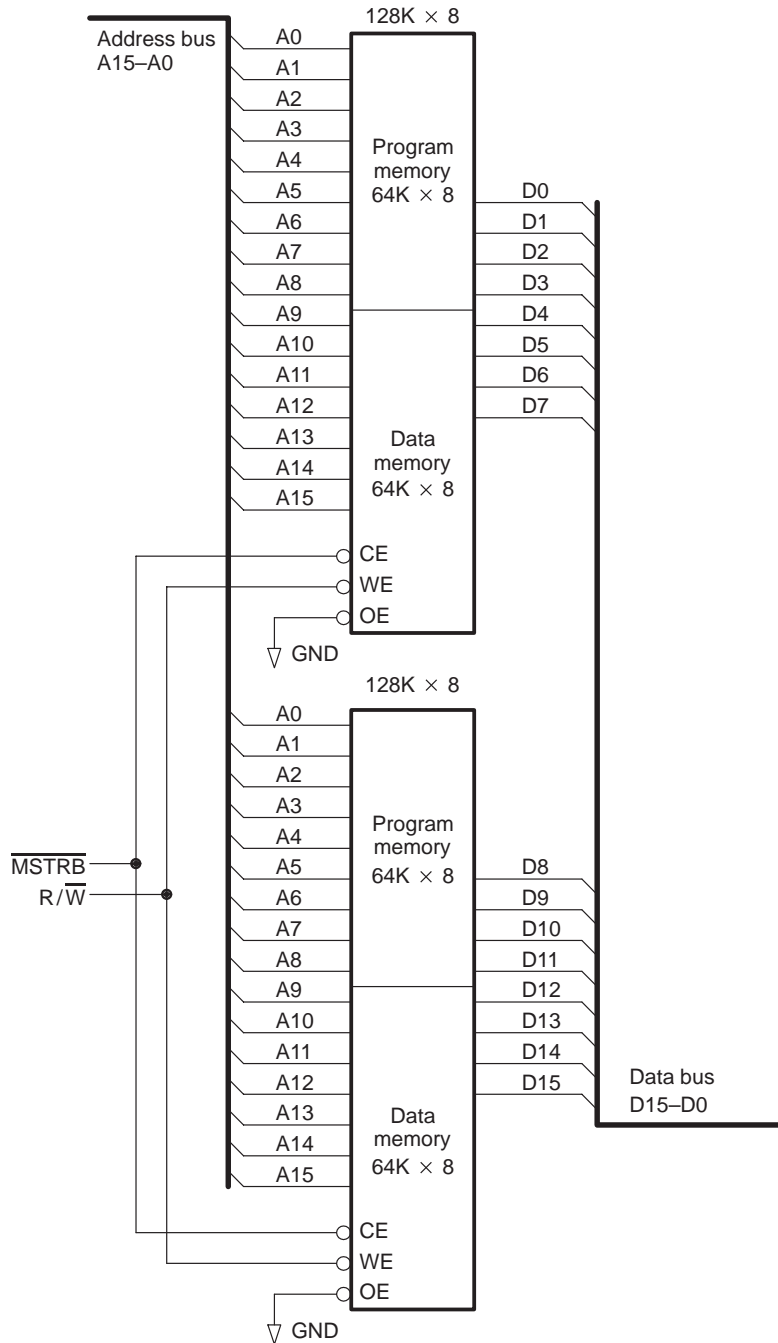 128K × 8
Address bus
A15–A0
A0
A1
A2
A3
A4
A5
A6
A7
A8
A9
A10
A11
A12
A13
A14
A15
Program
memory
64K × 8
Data
memory
64K × 8
CE
WE
OE
GND
D0
D1
D2
D3
D4
D5
D6
D7
128K × 8
A0
A1
A2
A3
A4
A5
A6
A7
A8
A9
A10
A11
A12
A13
A14
A15
MSTRB
R/W
Program
memory
64K × 8
Data
memory
64K × 8
CE
WE
OE
GND
D8
D9
D10
D11
D12
D13
D14
D15
Data bus
D15–D0